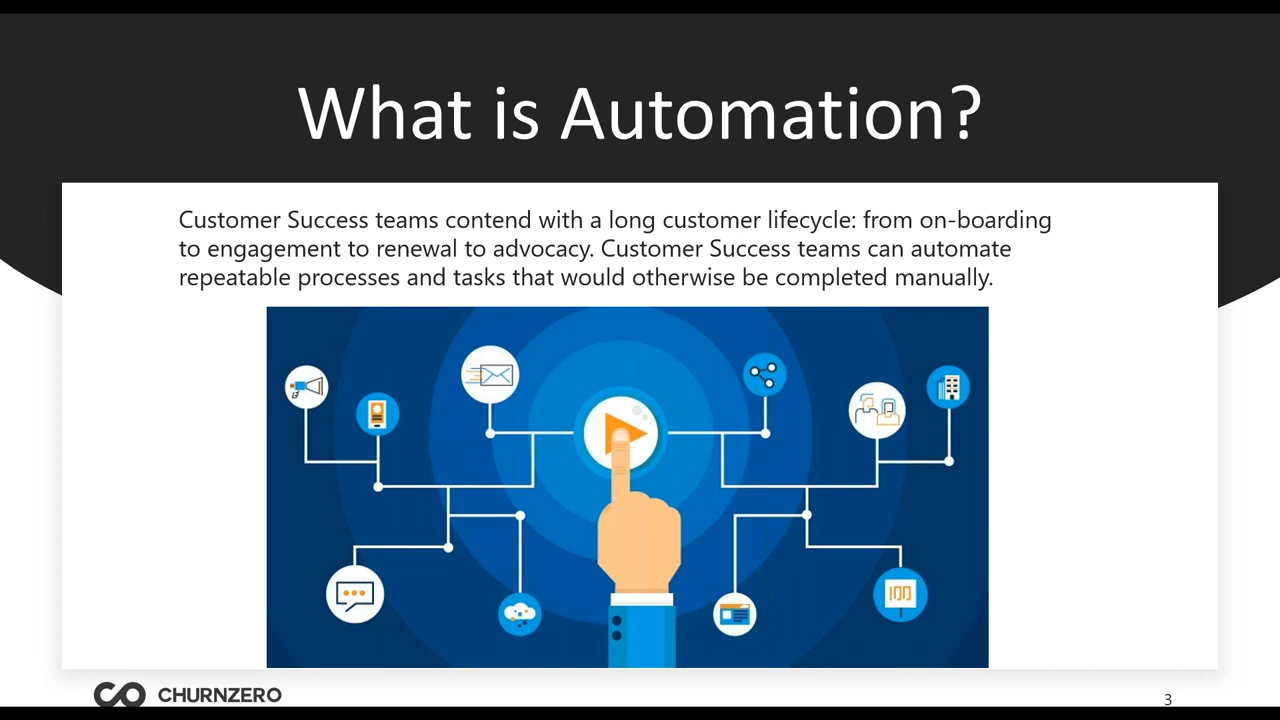 What is Automation?
Customer Success teams contend with a long customer lifecycle: from on-boarding
to engagement to renewal to advocacy. Customer Success teams can automate
repeatable processes and tasks that would otherwise be completed manually.
100
CHURNZERO
3